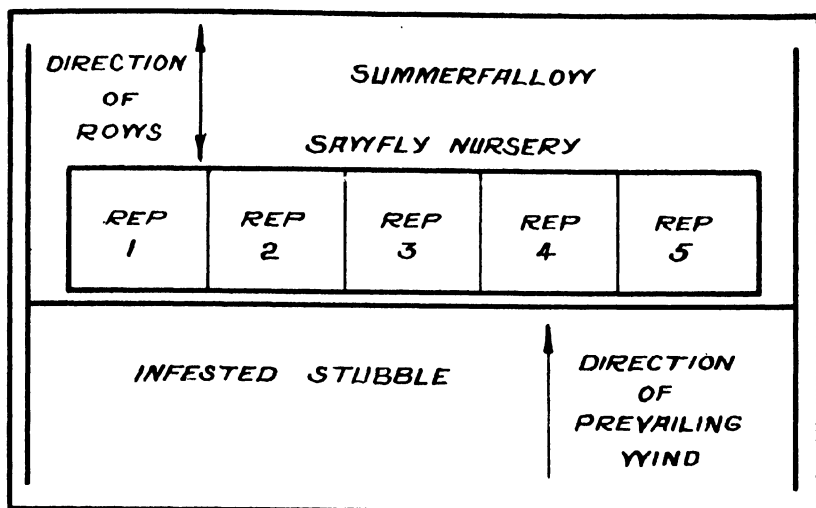 DIRECTION
OF
ROWS
SUMMERFALLOW
SAWFLY NURSERY
REP
1
REP
2
REP
3
REP
4
REP
5
INFESTED STUBBLE
DIRECTION
OF
PREVAILING
WIND